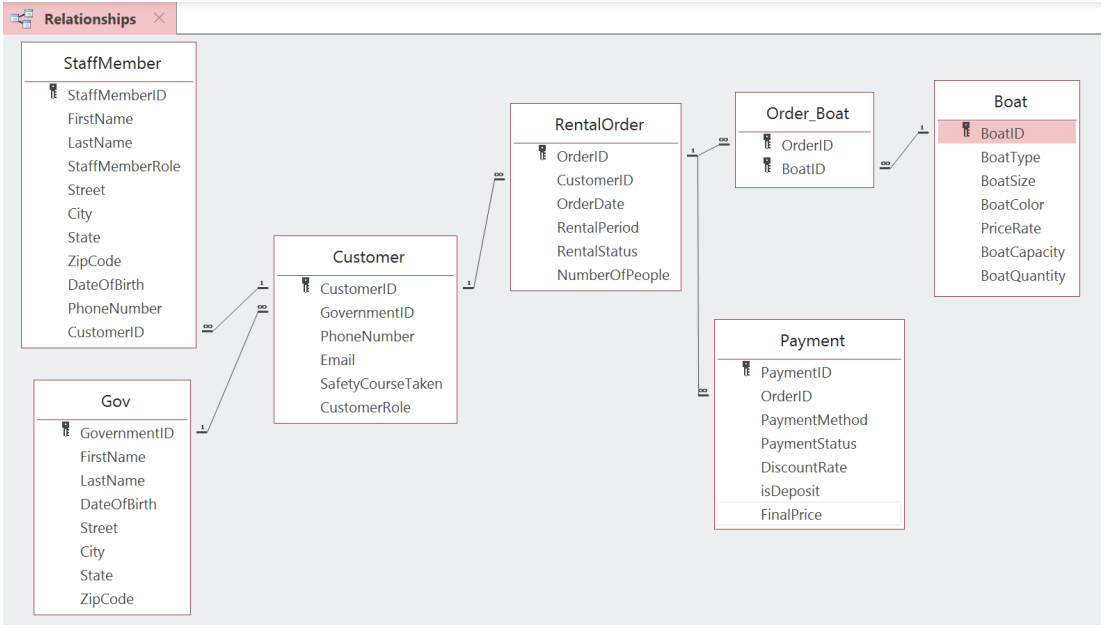 Relationships
StaffMember
StaffMemberID
FirstName
LastName
StaffMemberRole
Street
City
State
ZipCode
DateOfBirth
PhoneNumber
CustomerID
∞
1
Gov
GovernmentID
FirstName
LastName
DateOfBirth
Street
City
State
ZipCode
1
∞
Customer
CustomerID
GovernmentID
PhoneNumber
Email
SafetyCourseTaken
CustomerRole
1
∞
RentalOrder
OrderID
CustomerID
OrderDate
RentalPeriod
RentalStatus
NumberOfPeople
1
∞
Order_Boat
OrderID
BoatID
∞
1
Boat
BoatID
BoatType
BoatSize
BoatColor
PriceRate
BoatCapacity
BoatQuantity
∞
Payment
PaymentID
OrderID
PaymentMethod
PaymentStatus
DiscountRate
isDeposit
FinalPrice